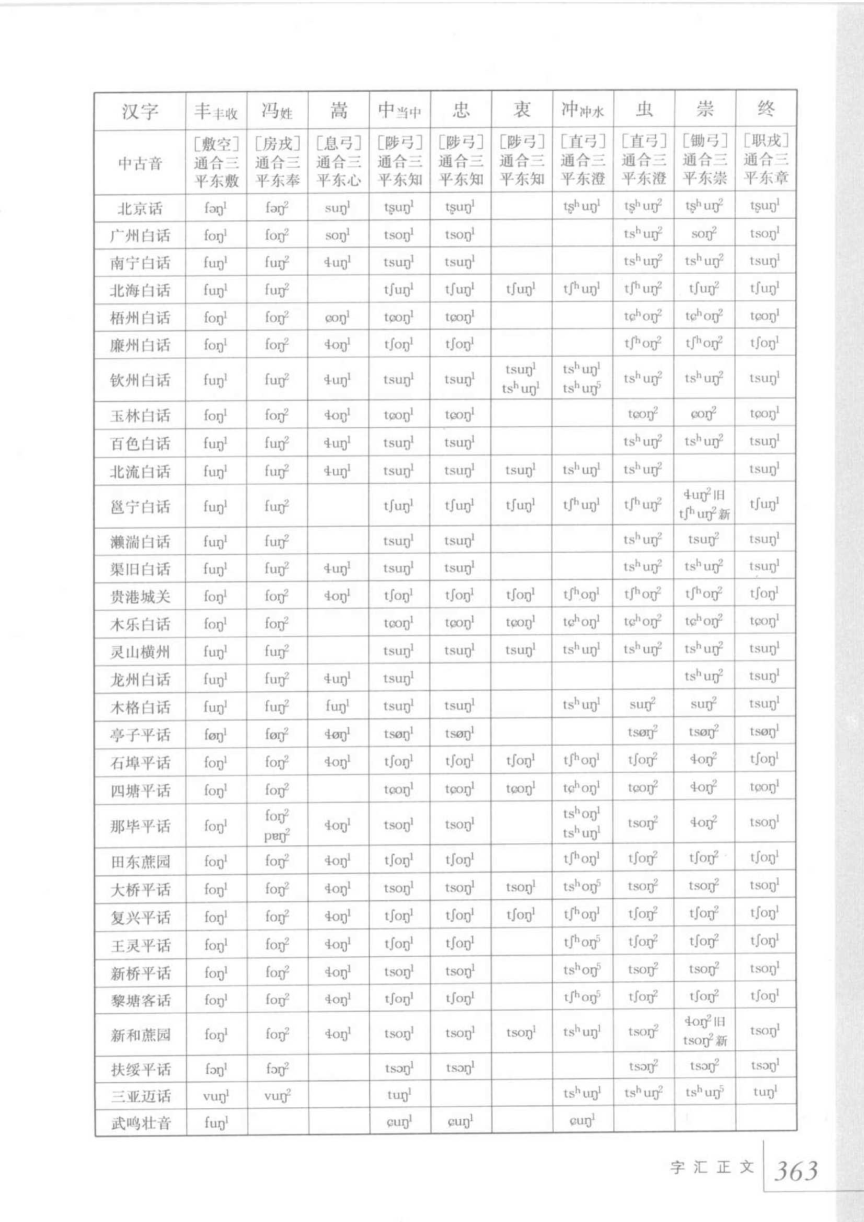 汉字 丰丰收 冯姓 嵩 中当中 忠 衷 冲冲水 虫 崇 终
中古音 [敷空]通合三平东敷 [房戎]通合三平东奉 [息弓]通合三平东心 [陟弓]通合三平东知 [陟弓]通合三平东知 [陟弓]通合三平东知 [直弓]通合三平东澄 [直弓]通合三平东澄 [锄弓]通合三平东崇 [职戎]通合三平东章
北京话 fəŋ¹ fəŋ² suŋ¹ tʂuŋ¹ tʂuŋ¹ tʂʰuŋ¹ tʂʰuŋ² tʂʰuŋ² tʂuŋ¹
广州白话 foŋ¹ foŋ² soŋ¹ tsoŋ¹ tsoŋ¹ tsʰuŋ² soŋ² tsoŋ¹
南宁白话 fuŋ¹ fuŋ² ɬuŋ¹ tsuŋ¹ tsuŋ¹ tsʰuŋ² tsʰuŋ² tsuŋ¹
北海白话 fuŋ¹ fuŋ² tʃuŋ¹ tʃuŋ¹ tʃuŋ¹ tʃʰuŋ¹ tʃʰuŋ² tʃuŋ² tʃuŋ¹
梧州白话 foŋ¹ foŋ² ɕoŋ¹ tɕoŋ¹ tɕoŋ¹ tɕʰoŋ² tɕʰoŋ² tɕoŋ¹
廉州白话 foŋ¹ foŋ² ɬoŋ¹ tʃoŋ¹ tʃoŋ¹ tʃʰoŋ² tʃʰoŋ² tʃoŋ¹
钦州白话 fuŋ¹ fuŋ² ɬuŋ¹ tsuŋ¹ tsuŋ¹ tsuŋ¹ tsʰuŋ¹ tsʰuŋ¹ tsʰuŋ⁵ tsʰuŋ² tsʰuŋ² tsuŋ¹
玉林白话 foŋ¹ foŋ² ɬoŋ¹ tɕoŋ¹ tɕoŋ¹ tɕoŋ² ɕoŋ² tɕoŋ¹
百色白话 fuŋ¹ fuŋ² ɬuŋ¹ tsuŋ¹ tsuŋ¹ tsʰuŋ² tsʰuŋ² tsuŋ¹
北流白话 fuŋ¹ fuŋ² ɬuŋ¹ tsuŋ¹ tsuŋ¹ tsuŋ¹ tsʰuŋ¹ tsʰuŋ² tsuŋ¹
邕宁白话 fuŋ¹ fuŋ² tʃuŋ¹ tʃuŋ¹ tʃuŋ¹ tʃʰuŋ¹ tʃʰuŋ² ɬuŋ²旧 tʃʰuŋ²新 tʃuŋ¹
濑湍白话 fuŋ¹ fuŋ² tsuŋ¹ tsuŋ¹ tsʰuŋ² tsuŋ² tsuŋ¹
渠旧白话 fuŋ¹ fuŋ² ɬuŋ¹ tsuŋ¹ tsuŋ¹ tsʰuŋ² tsʰuŋ² tsuŋ¹
贵港城关 foŋ¹ foŋ² ɬoŋ¹ tʃoŋ¹ tʃoŋ¹ tʃoŋ¹ tʃʰoŋ¹ tʃʰoŋ² tʃʰoŋ² tʃoŋ¹
木乐白话 foŋ¹ foŋ² tɕoŋ¹ tɕoŋ¹ tɕoŋ¹ tɕʰoŋ¹ tɕʰoŋ² tɕʰoŋ² tɕoŋ¹
灵山横州 fuŋ¹ fuŋ² tsuŋ¹ tsuŋ¹ tsuŋ¹ tsʰuŋ¹ tsʰuŋ² tsʰuŋ² tsuŋ¹
龙州白话 fuŋ¹ fuŋ² ɬuŋ¹ tsuŋ¹ tsʰuŋ² tsuŋ¹
木格白话 fuŋ¹ fuŋ² fuŋ¹ tsuŋ¹ tsuŋ¹ tsʰuŋ¹ suŋ² suŋ² tsuŋ¹
亭子平话 føŋ¹ føŋ² ɬøŋ¹ tsøŋ¹ tsøŋ¹ tsøŋ² tsøŋ² tsøŋ¹
石埠平话 foŋ¹ foŋ² ɬoŋ¹ tʃoŋ¹ tʃoŋ¹ tʃoŋ¹ tʃʰoŋ¹ tʃoŋ² ɬoŋ² tʃoŋ¹
四塘平话 foŋ¹ foŋ² tɕoŋ¹ tɕoŋ¹ tɕoŋ¹ tɕʰoŋ¹ tɕoŋ² ɬoŋ² tɕoŋ¹
那毕平话 foŋ¹ foŋ² pɐŋ² ɬoŋ¹ tsoŋ¹ tsoŋ¹ tsʰoŋ¹ tsʰuŋ¹ tsoŋ² ɬoŋ² tsoŋ¹
田东蔗园 foŋ¹ foŋ² ɬoŋ¹ tʃoŋ¹ tʃoŋ¹ tʃʰoŋ¹ tʃoŋ² tʃoŋ² tʃoŋ¹
大桥平话 foŋ¹ foŋ² ɬoŋ¹ tsoŋ¹ tsoŋ¹ tsoŋ¹ tsʰoŋ⁵ tsoŋ² tsoŋ² tsoŋ¹
复兴平话 foŋ¹ foŋ² ɬoŋ¹ tʃoŋ¹ tʃoŋ¹ tʃoŋ¹ tʃʰoŋ¹ tʃoŋ² tʃoŋ² tʃoŋ¹
王灵平话 foŋ¹ foŋ² ɬoŋ¹ tʃoŋ¹ tʃoŋ¹ tʃʰoŋ⁵ tʃoŋ² tʃoŋ² tʃoŋ¹
新桥平话 foŋ¹ foŋ² ɬoŋ¹ tsoŋ¹ tsoŋ¹ tsʰoŋ⁵ tsoŋ² tsoŋ² tsoŋ¹
黎塘客话 foŋ¹ foŋ² ɬoŋ¹ tʃoŋ¹ tʃoŋ¹ tʃʰoŋ⁵ tʃoŋ² tʃoŋ² tʃoŋ¹
新和蔗园 foŋ¹ foŋ² ɬoŋ¹ tsoŋ¹ tsoŋ¹ tsoŋ¹ tsʰuŋ¹ tsoŋ² ɬoŋ²旧 tsoŋ²新 tsoŋ¹
扶绥平话 fɔŋ¹ fɔŋ² tsɔŋ¹ tsɔŋ¹ tsɔŋ² tsɔŋ² tsɔŋ¹
三亚迈话 vuŋ¹ vuŋ² tuŋ¹ tsʰuŋ¹ tsʰuŋ² tsʰuŋ⁵ tuŋ¹
武鸣壮音 fuŋ¹ ɕuŋ¹ ɕuŋ¹ ɕuŋ¹
字汇正文 363